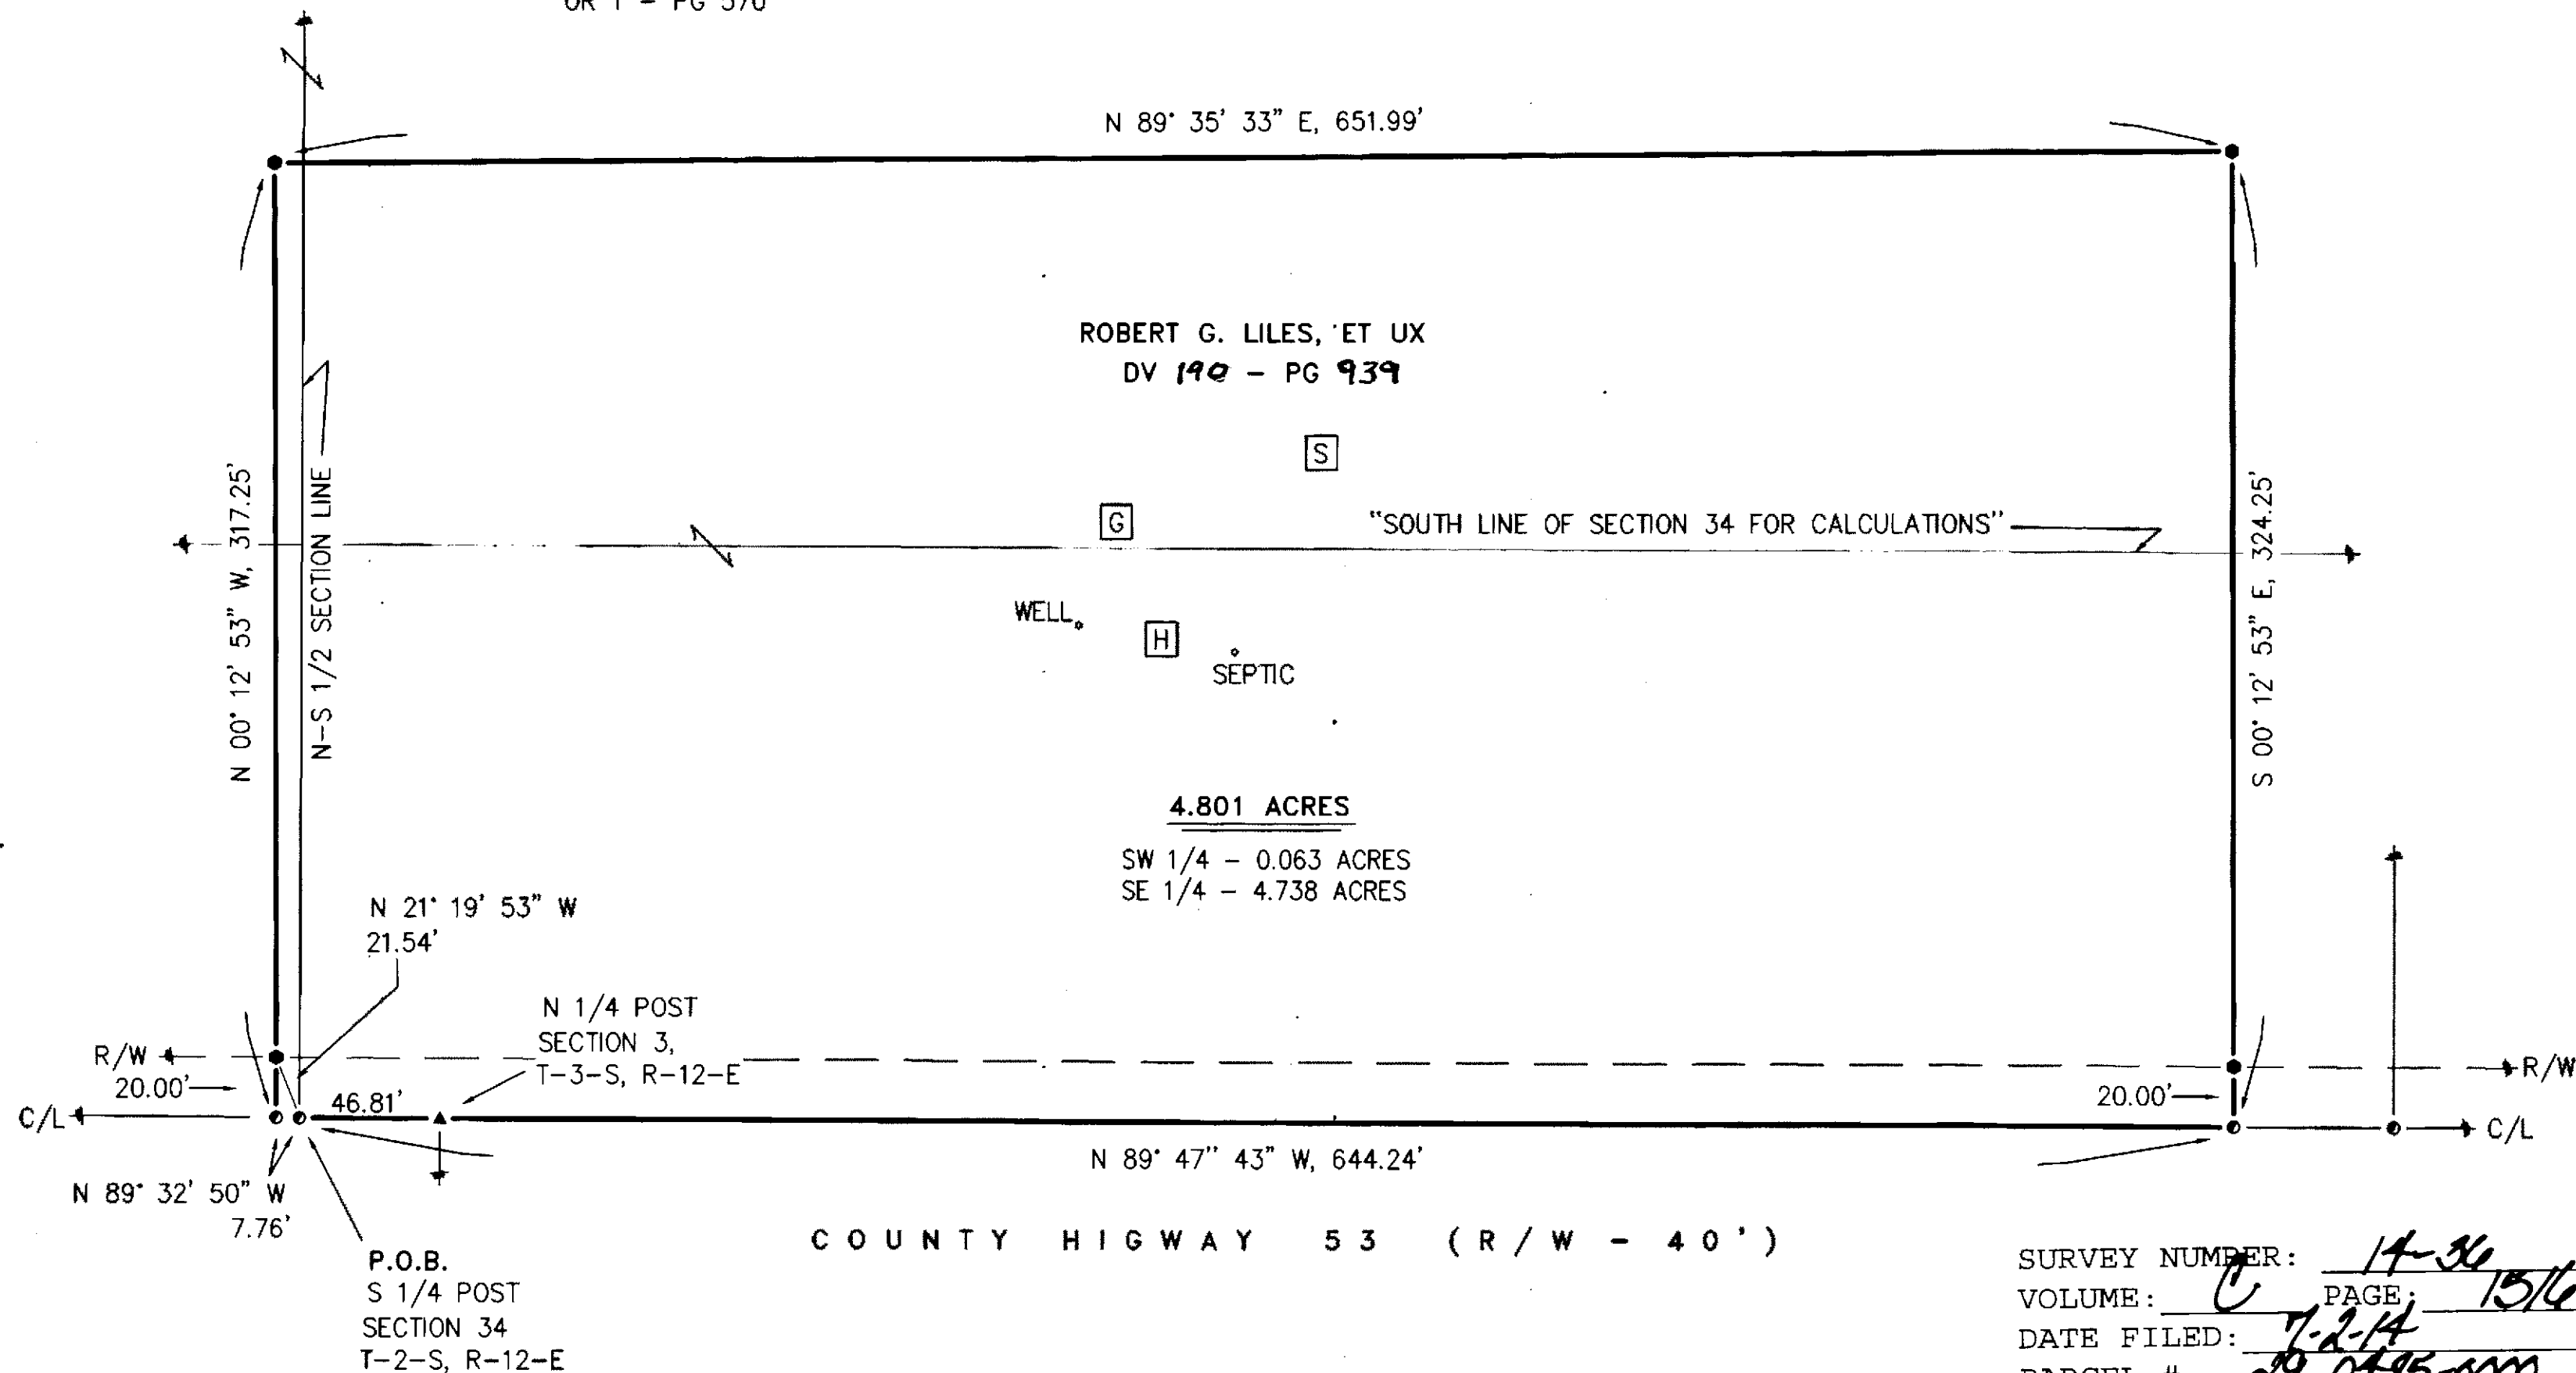 OR 1 - PG 570
N 89° 35' 33" E, 651.99'
ROBERT G. LILES, ET UX
DV 190 - PG 939
S
G
"SOUTH LINE OF SECTION 34 FOR CALCULATIONS"
N 00° 12' 53" W, 317.25'
N-S 1/2 SECTION LINE
S 00° 12' 53" E, 324.25'
WELL
H
SEPTIC
4.801 ACRES
SW 1/4 - 0.063 ACRES
SE 1/4 - 4.738 ACRES
N 21° 19' 53" W
21.54'
N 1/4 POST
SECTION 3,
T-3-S, R-12-E
R/W
R/W
20.00'
20.00'
C/L
46.81'
C/L
N 89° 47" 43" W, 644.24'
N 89° 32' 50" W
7.76'
COUNTY HIGWAY 53 (R/W - 40')
P.O.B.
S 1/4 POST
SECTION 34
T-2-S, R-12-E
SURVEY NUMBER: 14-36
VOLUME: C PAGE: 1516
DATE FILED: 7-2-14
PARCEL #